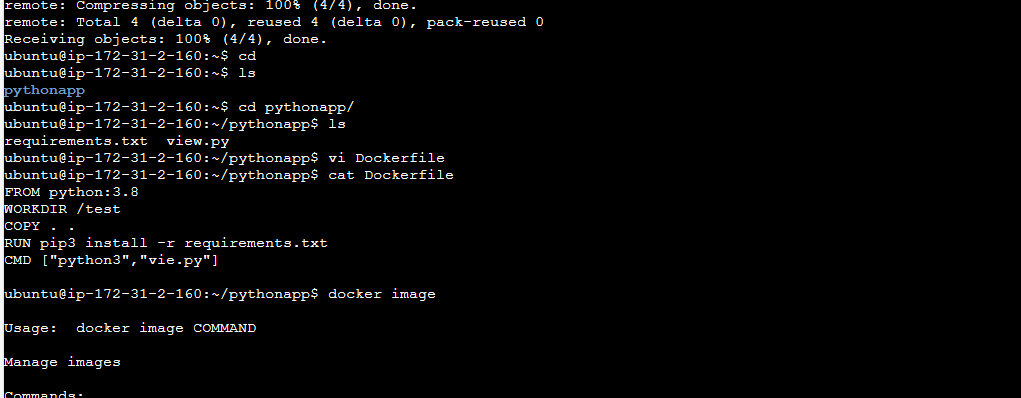 remote: Compressing objects: 100% (4/4), done.
remote: Total 4 (delta 0), reused 4 (delta 0), pack-reused 0
Receiving objects: 100% (4/4), done.
ubuntu@ip-172-31-2-160:~$ cd
ubuntu@ip-172-31-2-160:~$ ls
pythonapp
ubuntu@ip-172-31-2-160:~$ cd pythonapp/
ubuntu@ip-172-31-2-160:~/pythonapp$ ls
requirements.txt  view.py
ubuntu@ip-172-31-2-160:~/pythonapp$ vi Dockerfile
ubuntu@ip-172-31-2-160:~/pythonapp$ cat Dockerfile
FROM python:3.8
WORKDIR /test
COPY . .
RUN pip3 install -r requirements.txt
CMD ["python3","vie.py"]
ubuntu@ip-172-31-2-160:~/pythonapp$ docker image
Usage:  docker image COMMAND
Manage images
Commands: